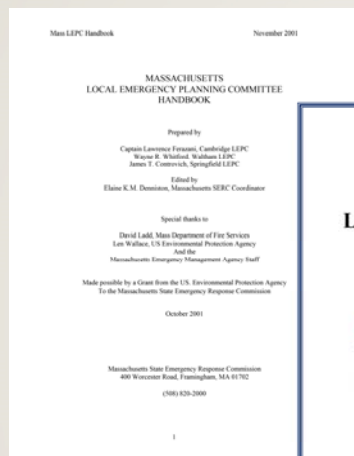 Mass LEPC Handbook November 2001
MASSACHUSETTS
LOCAL EMERGENCY PLANNING COMMITTEE
HANDBOOK
Prepared by
Captain Lawrence Ferazani, Cambridge LEPC
Wayne R. Whitford, Waltham LEPC
James T. Controvich, Springfield LEPC
Edited by
Elaine K.M. Denniston, Massachusetts SERC Coordinator
Special thanks to
David Ladd, Mass Department of Fire Services
Len Wallace, US Environmental Protection Agency
And the
Massachusetts Emergency Management Agency Staff
Made possible by a Grant from the US. Environmental Protection Agency
To the Massachusetts State Emergency Response Commission
October 2001
Massachusetts State Emergency Response Commission
400 Worcester Road, Framingham, MA 01702
(508) 820-2000
1
L